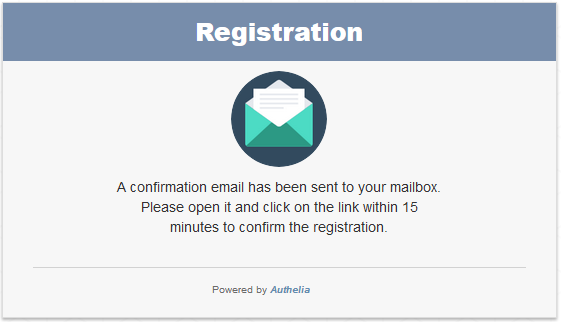 Registration
A confirmation email has been sent to your mailbox.
Please open it and click on the link within 15
minutes to confirm the registration.
Powered by Authelia